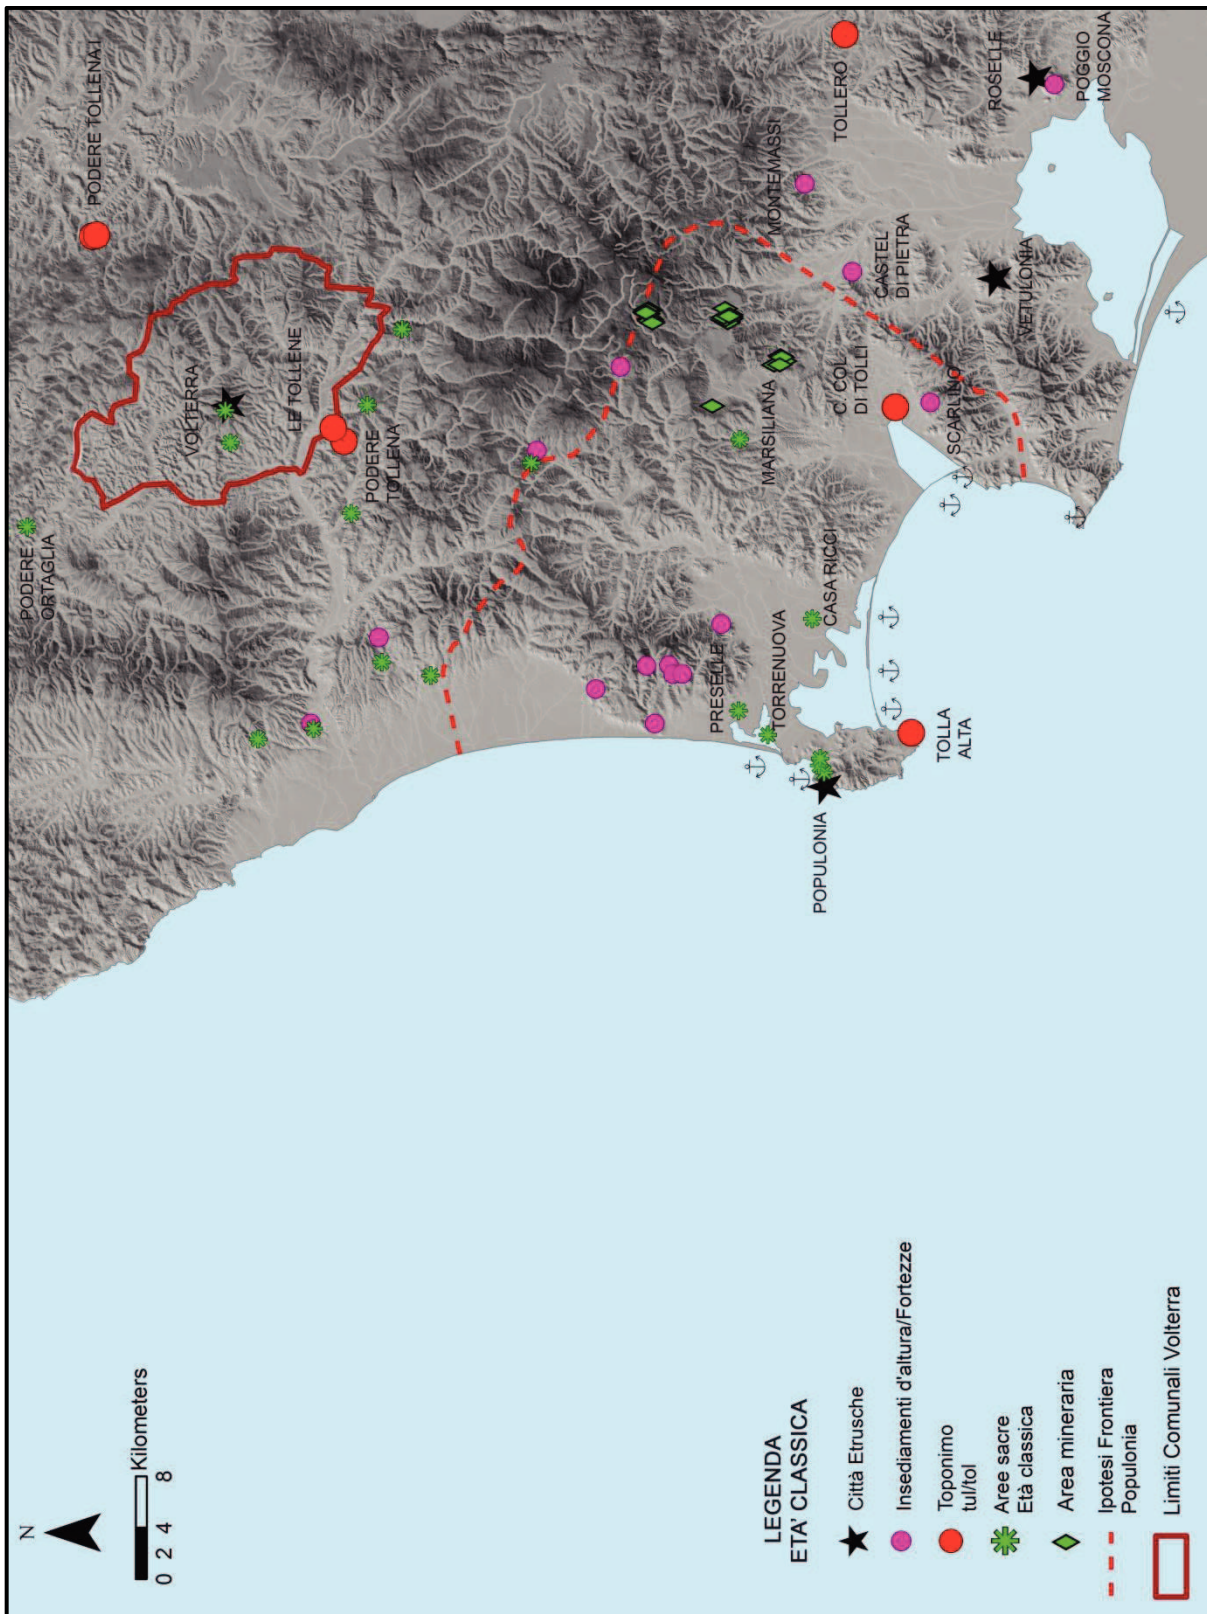 N
0 2 4 8
Kilometers
LEGENDA
ETA' CLASSICA
Città Etrusche
Insediamenti d'altura/Fortezze
Toponimo
tul/tol
Aree sacre
Età classica
Area mineraria
Ipotesi Frontiera
Populonia
Limiti Comunali Volterra
PODERE
ORTAGLIA
PODERE TOLLENA I
VOLTERRA
LE TOLLENE
PODERE
TOLLENA
MONTEMASSI
TOLLERO
MARSILIANA
CASTEL
DI PIETRA
C. COL
DI TOLLI
PRESELLE
TORRENUOVA
CASA RICCI
POPULONIA
TOLLA
ALTA
SCARLINO
VETULONIA
ROSELLE
POGGIO
MOSCONA